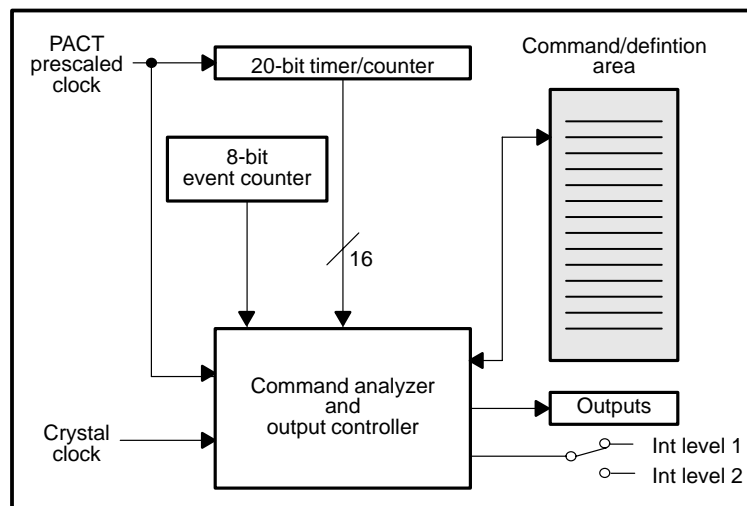 PACT
prescaled
clock
20-bit timer/counter
Command/defintion
area
8-bit
event counter
16
Command analyzer
and
output controller
Outputs
Crystal
clock
Int level 1
Int level 2